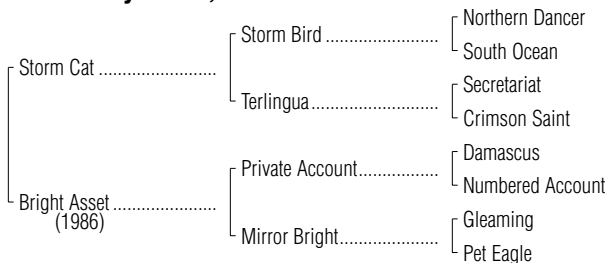 Northern Dancer
Storm Bird ........................
South Ocean
Storm Cat .........................
Secretariat
Terlingua...........................
Crimson Saint
Damascus
Private Account.................
Numbered Account
Bright Asset ......................
(1986)
Gleaming
Mirror Bright.....................
Pet Eagle